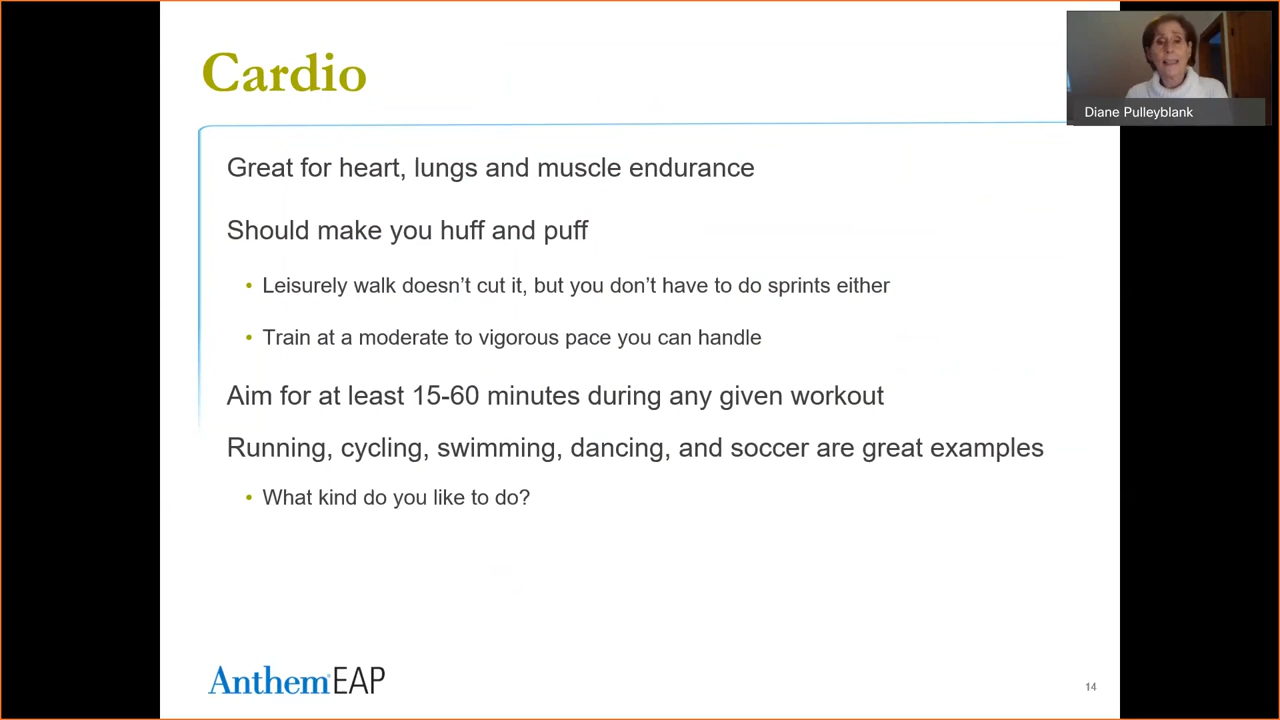 Cardio
Diane Pulleyblank
Great for heart, lungs and muscle endurance
Should make you huff and puff
• Leisurely walk doesn’t cut it, but you don’t have to do sprints either
• Train at a moderate to vigorous pace you can handle
Aim for at least 15-60 minutes during any given workout
Running, cycling, swimming, dancing, and soccer are great examples
• What kind do you like to do?
Anthem EAP
14